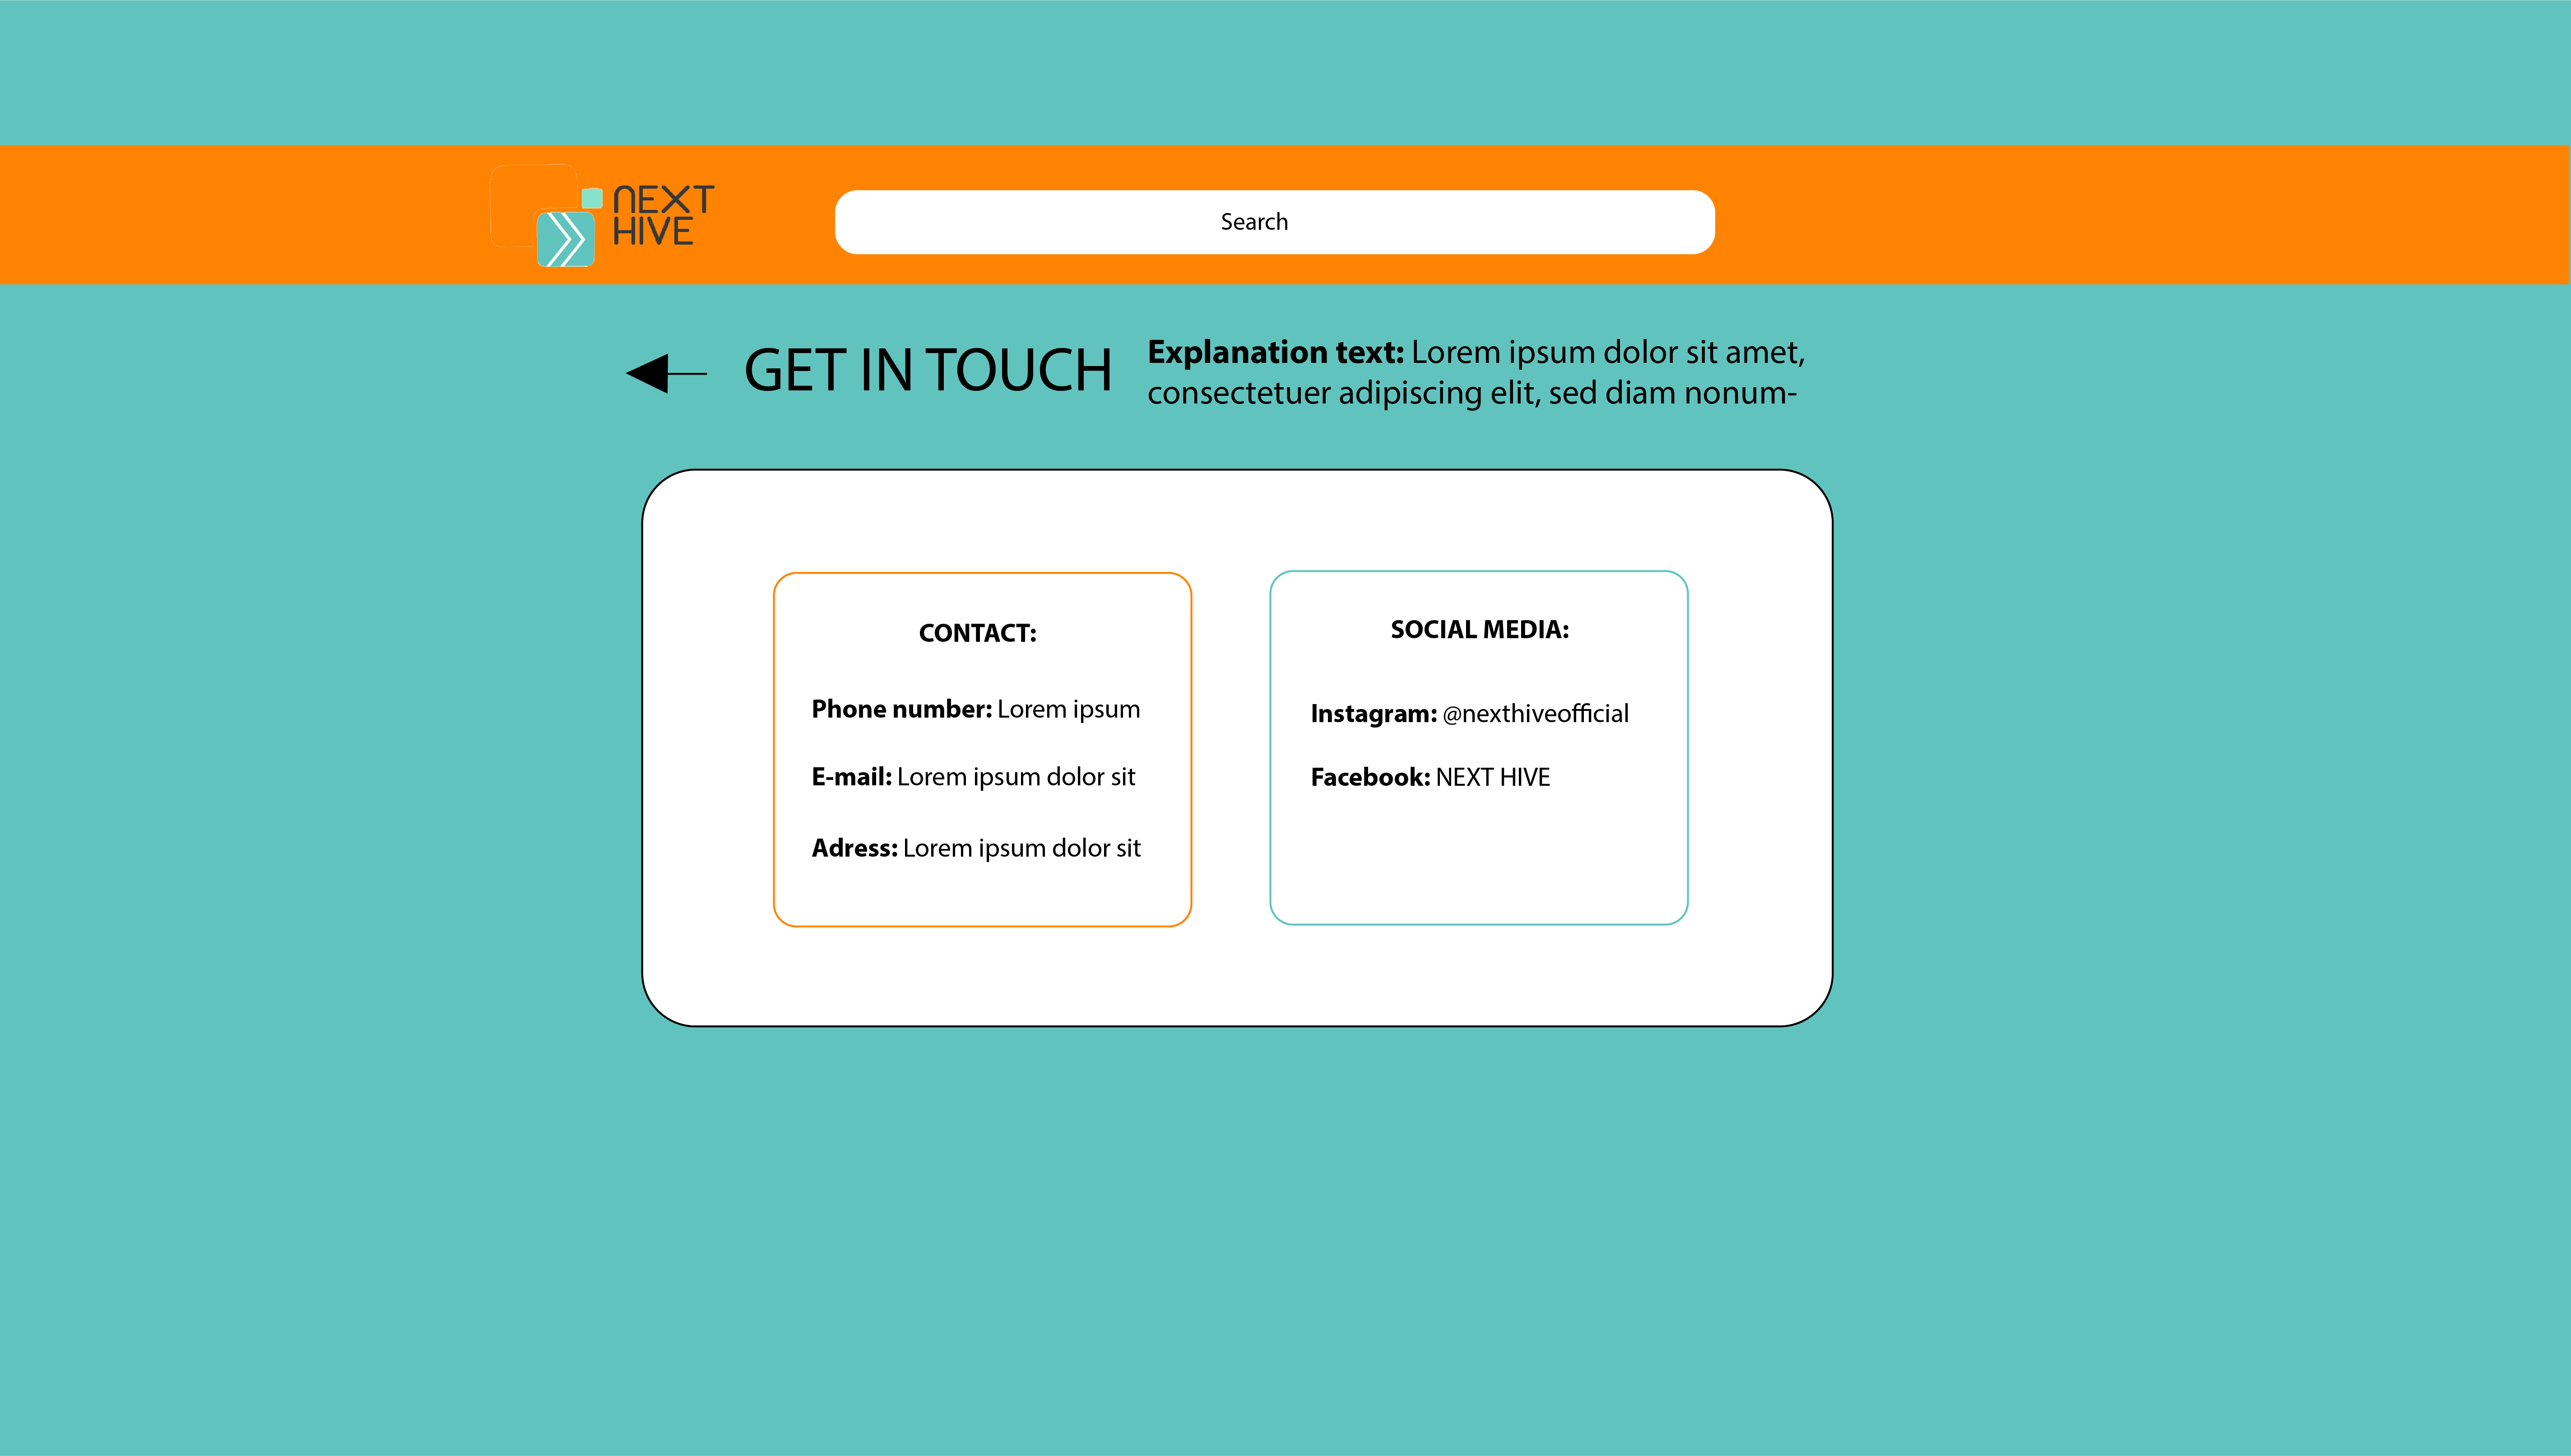 NEXT
HIVE
Search
GET IN TOUCH
Explanation text: Lorem ipsum dolor sit amet,
consectetuer adipiscing elit, sed diam nonum-
CONTACT:
Phone number: Lorem ipsum
E-mail: Lorem ipsum dolor sit
Adress: Lorem ipsum dolor sit
SOCIAL MEDIA:
Instagram: @nexthiveofficial
Facebook: NEXT HIVE